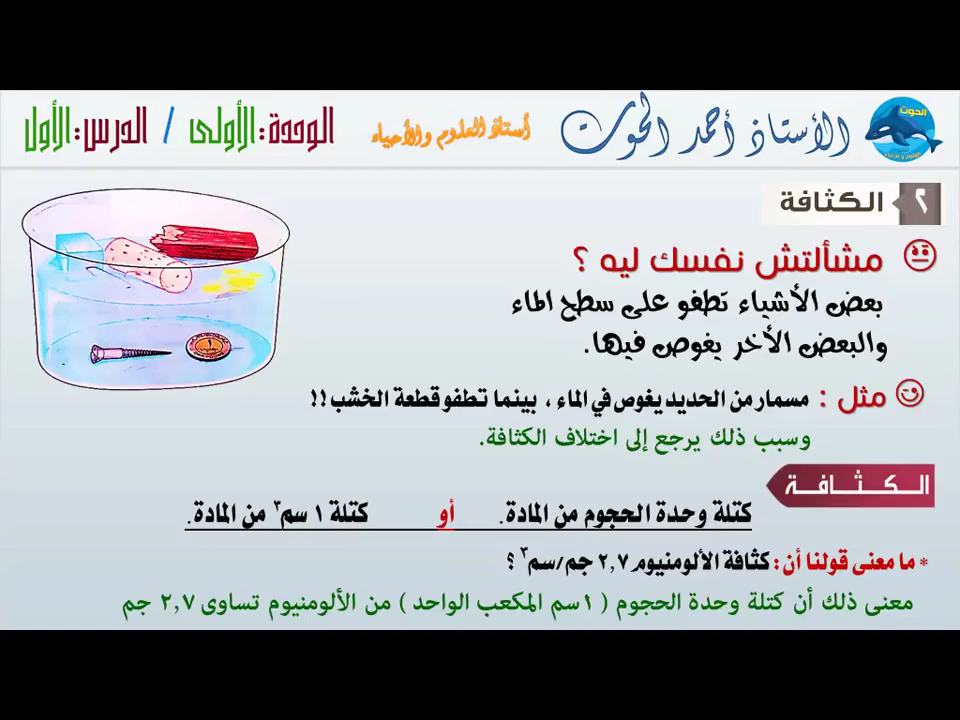 الحوت
الأستاذ أحمد الحوت
أستاذ العلوم والأحياء
الوحدة: الأولى / الدرس: الأول
٢ الكثافة
مشألتش نفسك ليه ؟
بعض الأشياء تطفو على سطح الماء
والبعض الأخر يغوص فيها.
مثل : مسمار من الحديد يغوص في الماء ، بينما تطفو قطعة الخشب !!
وسبب ذلك يرجع إلى اختلاف الكثافة.
الـكـثـافـة
كتلة وحدة الحجوم من المادة. أو كتلة ١ سم٣ من المادة.
* ما معنى قولنا أن: كثافة الألومنيوم ٢,٧ جم/سم٣ ؟
معنى ذلك أن كتلة وحدة الحجوم ( ١سم المكعب الواحد ) من الألومنيوم تساوى ٢,٧ جم